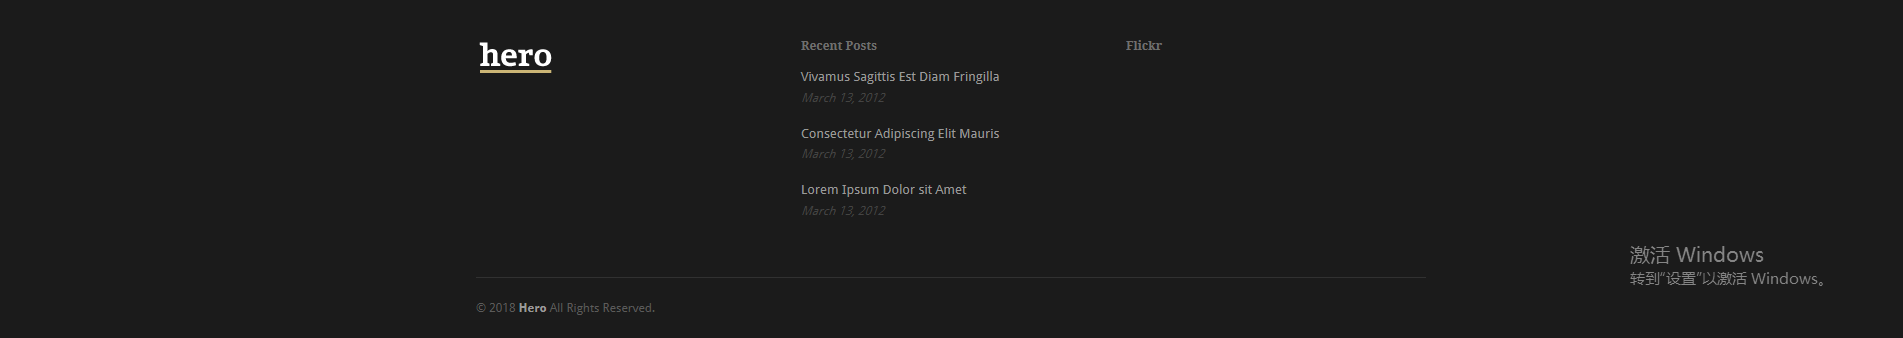 hero
Recent Posts
Vivamus Sagittis Est Diam Fringilla
March 13, 2012
Consectetur Adipiscing Elit Mauris
March 13, 2012
Lorem Ipsum Dolor sit Amet
March 13, 2012
Flickr
激活 Windows
转到“设置”以激活 Windows。
© 2018 Hero All Rights Reserved.